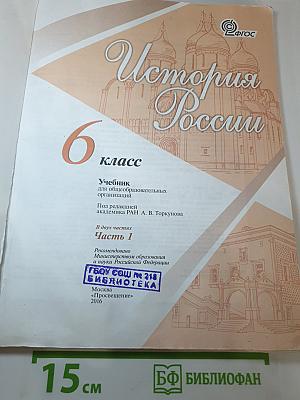 ФГОС
История
России
6 класс
Учебник
для общеобразовательных
организаций
Под редакцией
академика РАН А. В. Торкунова
В двух частях
Часть 1
Рекомендовано
Министерством образования
и науки Российской Федерации
ГБОУ СОШ № 218
БИБЛИОТЕКА
Москва
«Просвещение»
2016
15 см
БФ БИБЛИОФАН